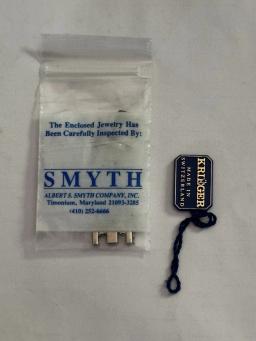 The Enclosed Jewelry Has
Been Carefully Inspected By:
SMYTH
ALBERT S. SMYTH COMPANY, INC.
Timonium, Maryland 21093-3285
(410) 252-6666
KRIËGER
MADE IN
SWITZERLAND